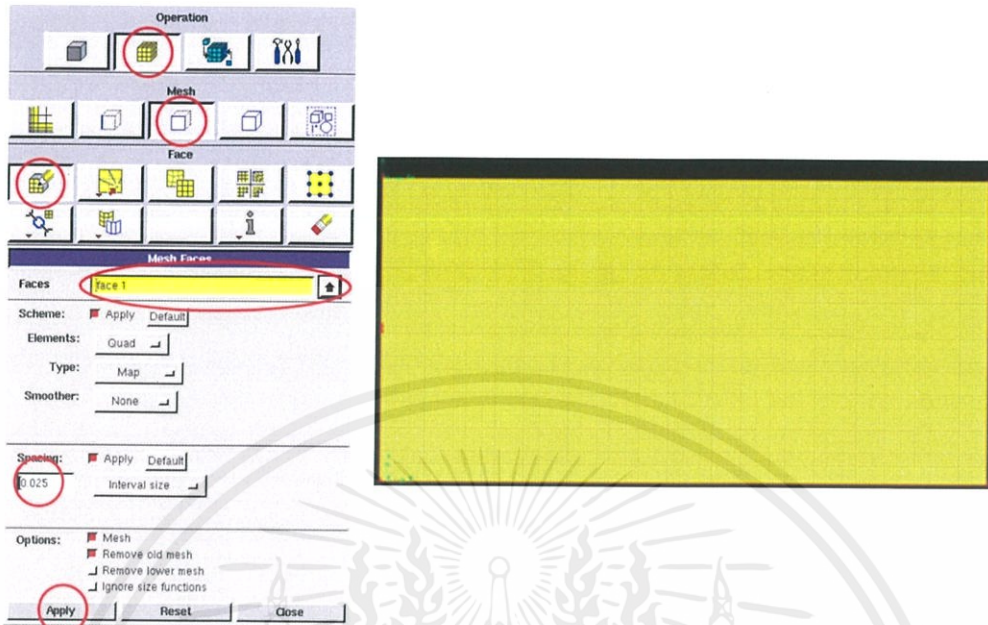 Operation
Mesh
Face
Mesh Faces
Faces face 1
Scheme: Apply Default
Elements: Quad
Type: Map
Smoother: None
Spacing: Apply Default
0.025 Interval size
Options: Mesh
Remove old mesh
Remove lower mesh
Ignore size functions
Apply Reset Close